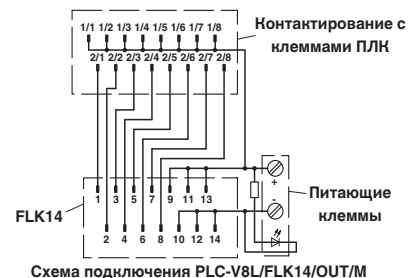 1/1 1/2 1/3 1/4 1/5 1/6 1/7 1/8
Контактирование с
клеммами ПЛК
2/1 2/2 2/3 2/4 2/5 2/6 2/7 2/8
1 3 5 7 9 11 13
+
Питающие
клеммы
-
FLK14
2 4 6 8 10 12 14
Схема подключения PLC-V8L/FLK14/OUT/M